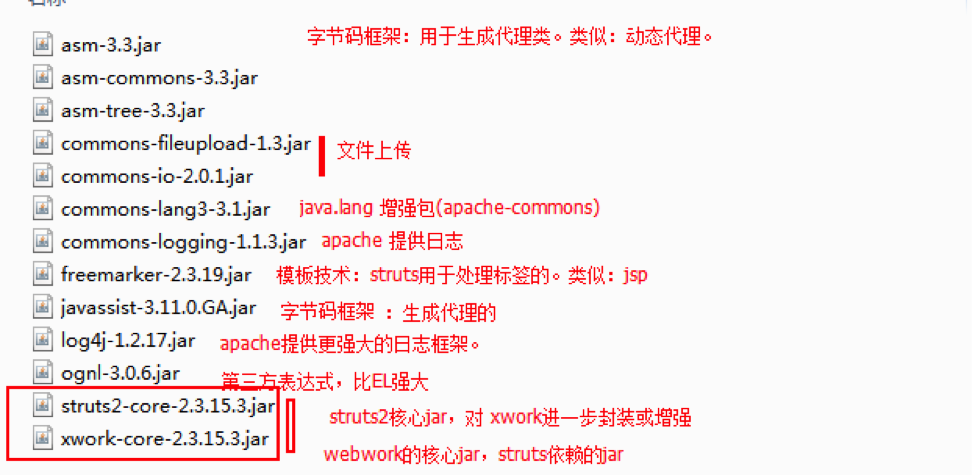 名称
asm-3.3.jar 字节码框架：用于生成代理类。类似：动态代理。
asm-commons-3.3.jar
asm-tree-3.3.jar
commons-fileupload-1.3.jar 文件上传
commons-io-2.0.1.jar
commons-lang3-3.1.jar java.lang 增强包(apache-commons)
commons-logging-1.1.3.jar apache 提供日志
freemarker-2.3.19.jar 模板技术：struts用于处理标签的。类似：jsp
javassist-3.11.0.GA.jar 字节码框架 ：生成代理的
log4j-1.2.17.jar apache提供更强大的日志框架。
ognl-3.0.6.jar 第三方表达式，比EL强大
struts2-core-2.3.15.3.jar struts2核心jar，对 xwork进一步封装或增强
xwork-core-2.3.15.3.jar webwork的核心jar，struts依赖的jar